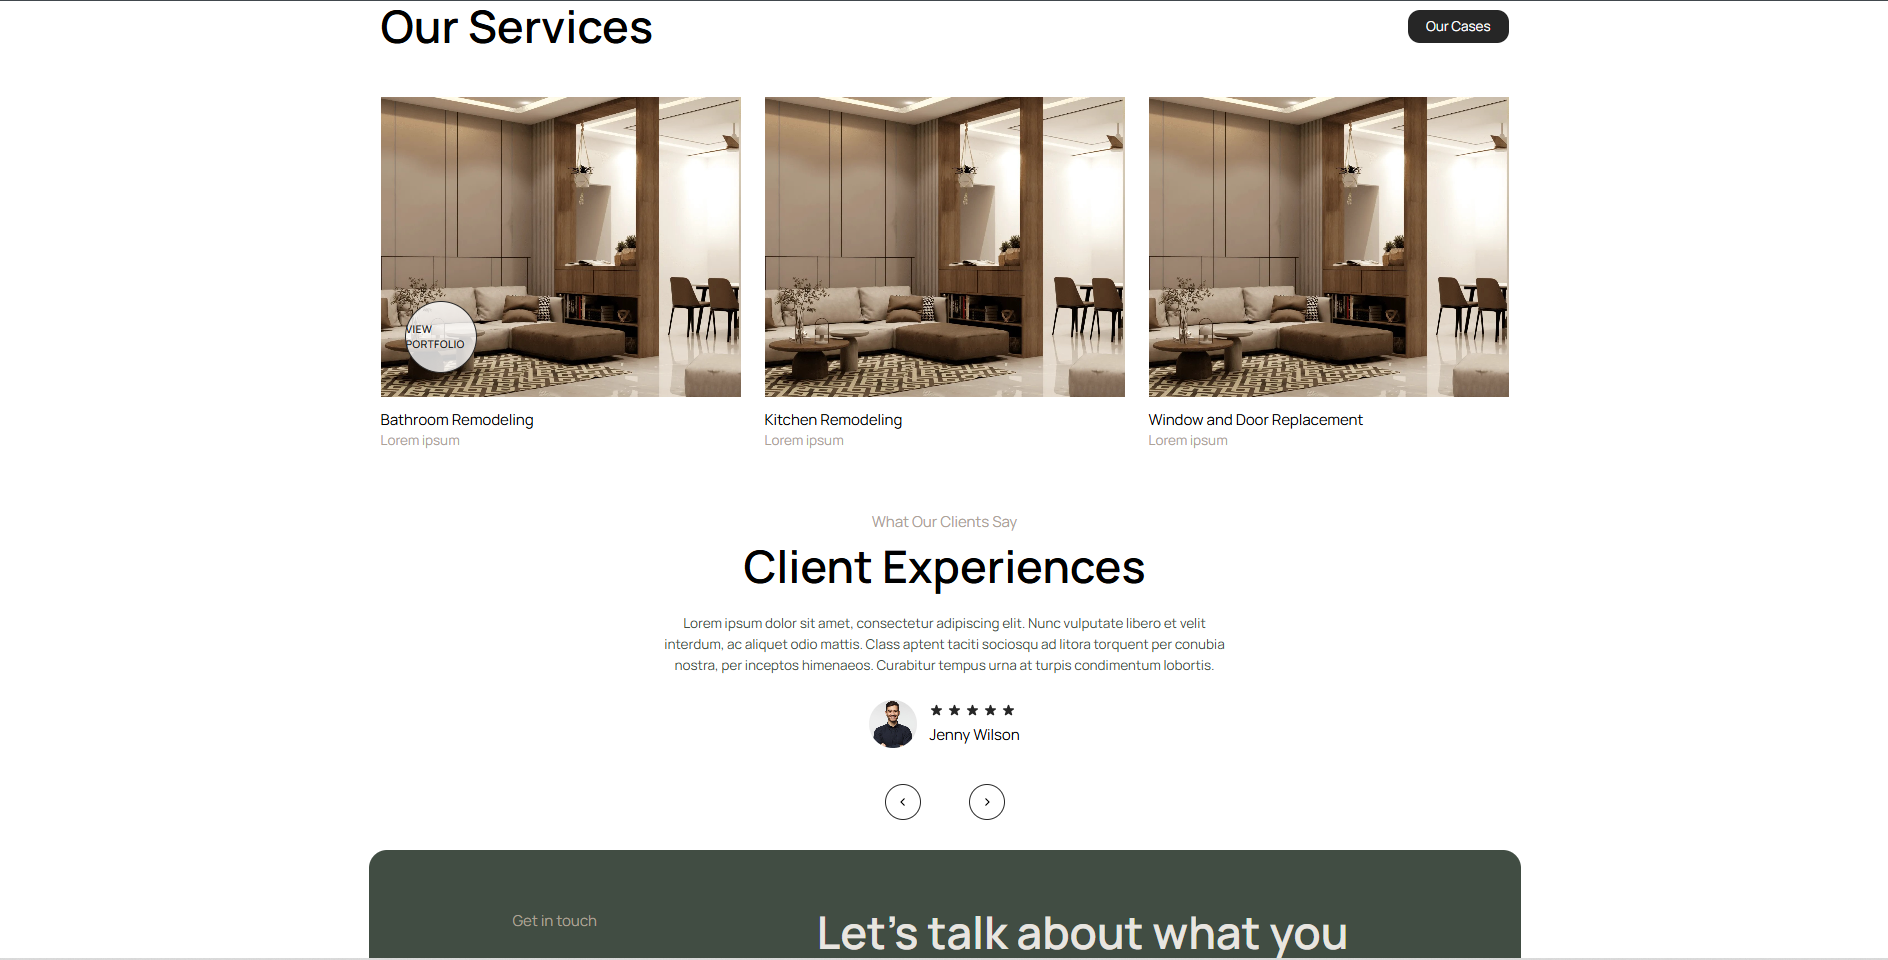 Our Services
Our Cases
VIEW
PORTFOLIO
Bathroom Remodeling
Lorem ipsum
Kitchen Remodeling
Lorem ipsum
Window and Door Replacement
Lorem ipsum
What Our Clients Say
Client Experiences
Lorem ipsum dolor sit amet, consectetur adipiscing elit. Nunc vulputate libero et velit
interdum, ac aliquet odio mattis. Class aptent taciti sociosqu ad litora torquent per conubia
nostra, per inceptos himenaeos. Curabitur tempus urna at turpis condimentum lobortis.
Jenny Wilson
Get in touch
Let's talk about what you